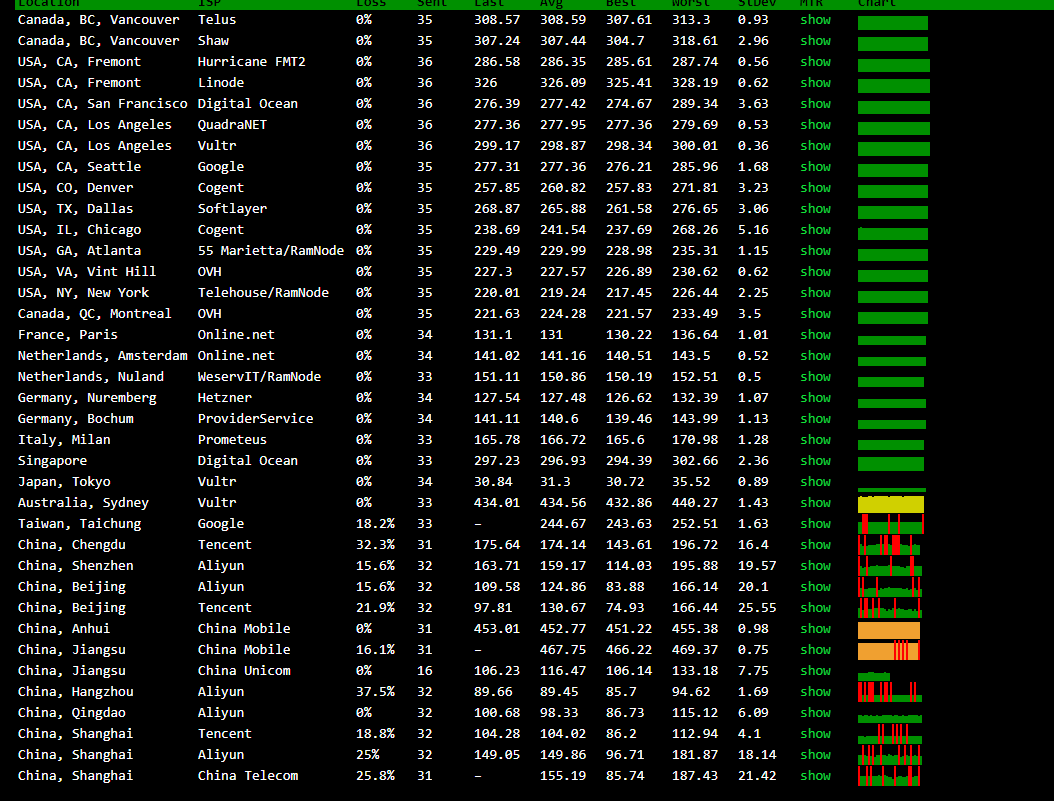 Location ISP Loss Sent Last Avg Best Worst StDev MTR Chart
Canada, BC, Vancouver Telus 0% 35 308.57 308.59 307.61 313.3 0.93 show
Canada, BC, Vancouver Shaw 0% 35 307.24 307.44 304.7 318.61 2.96 show
USA, CA, Fremont Hurricane FMT2 0% 36 286.58 286.35 285.61 287.74 0.56 show
USA, CA, Fremont Linode 0% 36 326 326.09 325.41 328.19 0.62 show
USA, CA, San Francisco Digital Ocean 0% 36 276.39 277.42 274.67 289.34 3.63 show
USA, CA, Los Angeles QuadraNET 0% 36 277.36 277.95 277.36 279.69 0.53 show
USA, CA, Los Angeles Vultr 0% 36 299.17 298.87 298.34 300.01 0.36 show
USA, CA, Seattle Google 0% 35 277.31 277.36 276.21 285.96 1.68 show
USA, CO, Denver Cogent 0% 35 257.85 260.82 257.83 271.81 3.23 show
USA, TX, Dallas Softlayer 0% 35 268.87 265.88 261.58 276.65 3.06 show
USA, IL, Chicago Cogent 0% 35 238.69 241.54 237.69 268.26 5.16 show
USA, GA, Atlanta 55 Marietta/RamNode 0% 35 229.49 229.99 228.98 235.31 1.15 show
USA, VA, Vint Hill OVH 0% 35 227.3 227.57 226.89 230.62 0.62 show
USA, NY, New York Telehouse/RamNode 0% 35 220.01 219.24 217.45 226.44 2.25 show
Canada, QC, Montreal OVH 0% 35 221.63 224.28 221.57 233.49 3.5 show
France, Paris Online.net 0% 34 131.1 131 130.22 136.64 1.01 show
Netherlands, Amsterdam Online.net 0% 34 141.02 141.16 140.51 143.5 0.52 show
Netherlands, Nuland WeservIT/RamNode 0% 33 151.11 150.86 150.19 152.51 0.5 show
Germany, Nuremberg Hetzner 0% 34 127.54 127.48 126.62 132.39 1.07 show
Germany, Bochum ProviderService 0% 34 141.11 140.6 139.46 143.99 1.13 show
Italy, Milan Prometeus 0% 33 165.78 166.72 165.6 170.98 1.28 show
Singapore Digital Ocean 0% 33 297.23 296.93 294.39 302.66 2.36 show
Japan, Tokyo Vultr 0% 34 30.84 31.3 30.72 35.52 0.89 show
Australia, Sydney Vultr 0% 33 434.01 434.56 432.86 440.27 1.43 show
Taiwan, Taichung Google 18.2% 33 – 244.67 243.63 252.51 1.63 show
China, Chengdu Tencent 32.3% 31 175.64 174.14 143.61 196.72 16.4 show
China, Shenzhen Aliyun 15.6% 32 163.71 159.17 114.03 195.88 19.57 show
China, Beijing Aliyun 15.6% 32 109.58 124.86 83.88 166.14 20.1 show
China, Beijing Tencent 21.9% 32 97.81 130.67 74.93 166.44 25.55 show
China, Anhui China Mobile 0% 31 453.01 452.77 451.22 455.38 0.98 show
China, Jiangsu China Mobile 16.1% 31 – 467.75 466.22 469.37 0.75 show
China, Jiangsu China Unicom 0% 16 106.23 116.47 106.14 133.18 7.75 show
China, Hangzhou Aliyun 37.5% 32 89.66 89.45 85.7 94.62 1.69 show
China, Qingdao Aliyun 0% 32 100.68 98.33 86.73 115.12 6.09 show
China, Shanghai Tencent 18.8% 32 104.28 104.02 86.2 112.94 4.1 show
China, Shanghai Aliyun 25% 32 149.05 149.86 96.71 181.87 18.14 show
China, Shanghai China Telecom 25.8% 31 – 155.19 85.74 187.43 21.42 show